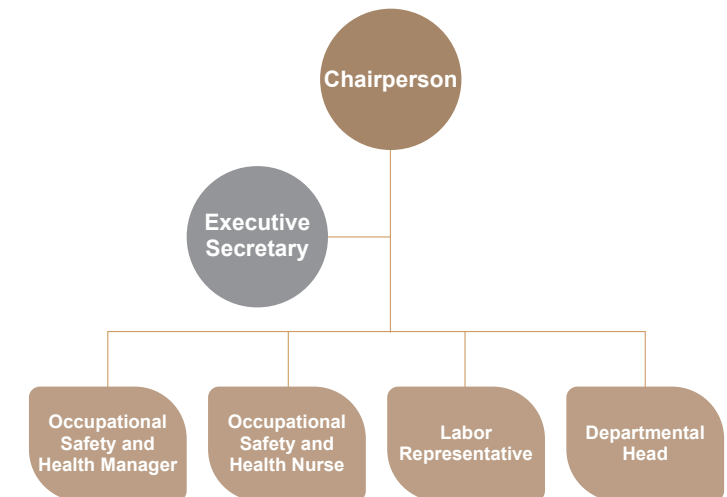 Chairperson
Executive
Secretary
Occupational
Safety and
Health Manager
Occupational
Safety and
Health Nurse
Labor
Representative
Departmental
Head